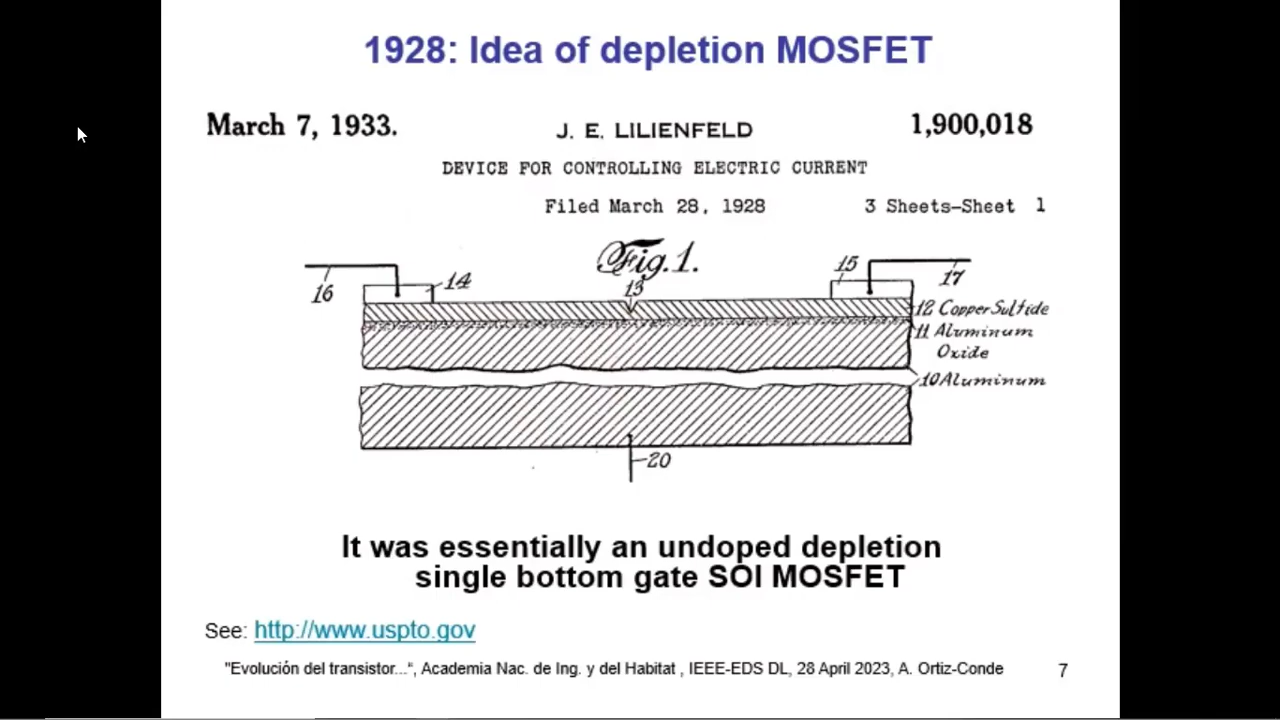 1928: Idea of depletion MOSFET
March 7, 1933. J. E. LILIENFELD 1,900,018
DEVICE FOR CONTROLLING ELECTRIC CURRENT
Filed March 28, 1928 3 Sheets-Sheet 1
Fig. 1.
16 14 13 15 17
12 Copper Sulfide
11 Aluminum
Oxide
10 Aluminum
20
It was essentially an undoped depletion
single bottom gate SOI MOSFET
See: http://www.uspto.gov
"Evolución del transistor...", Academia Nac. de Ing. y del Habitat , IEEE-EDS DL, 28 April 2023, A. Ortiz-Conde 7